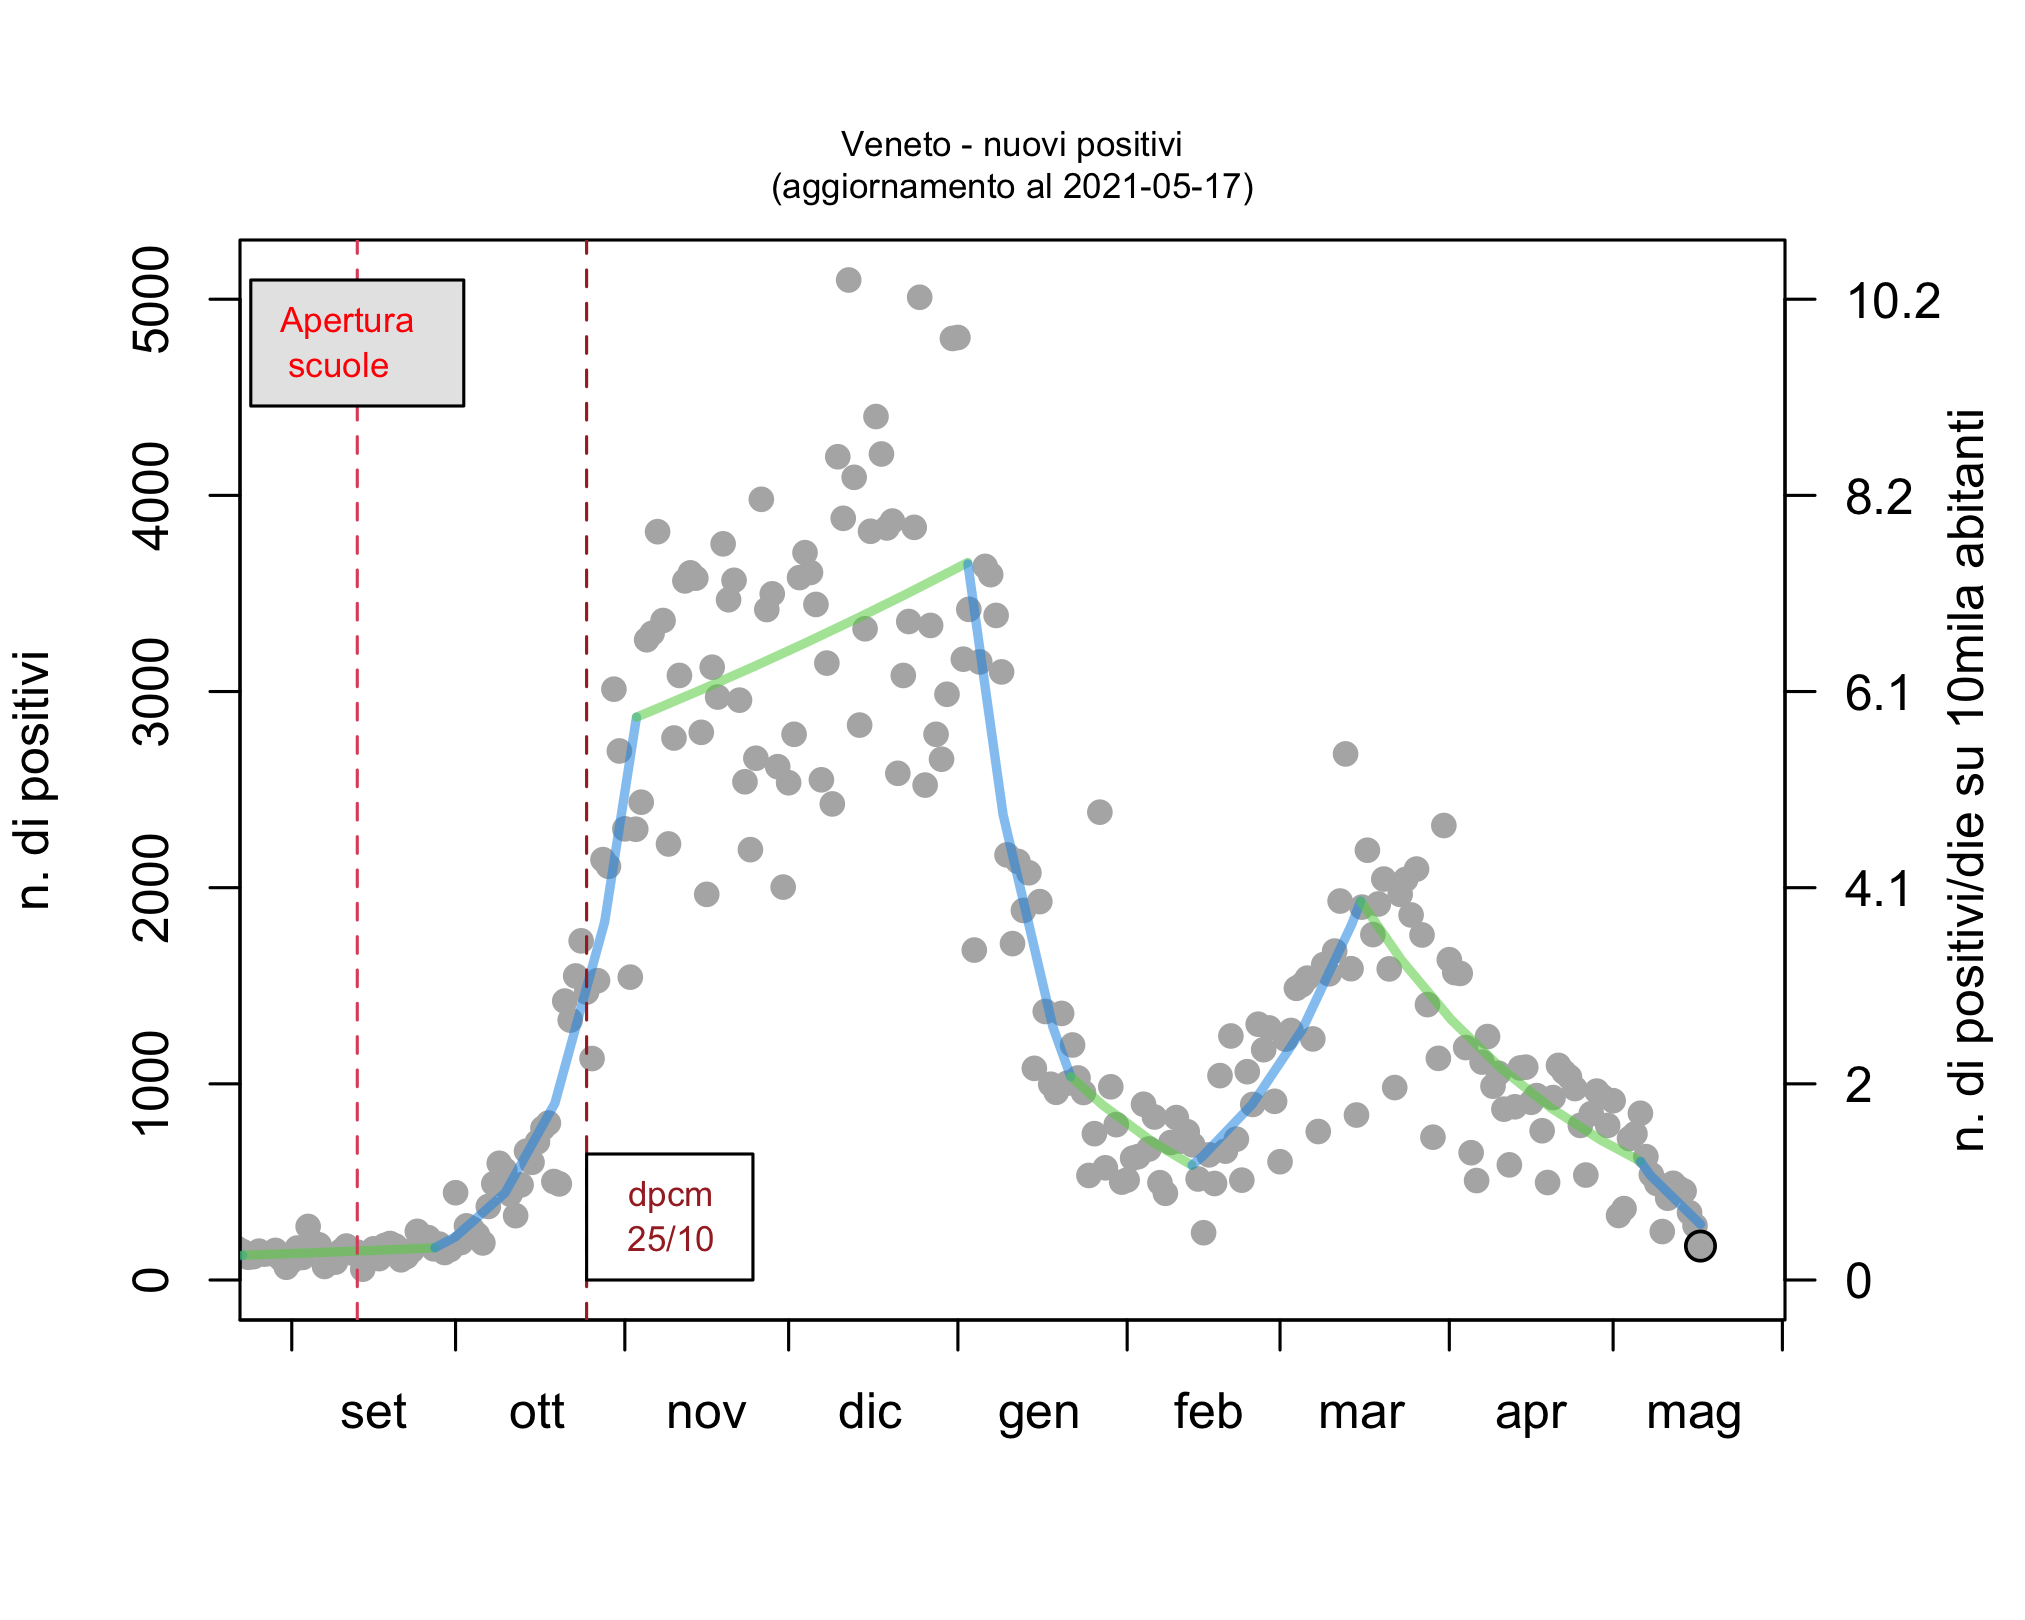 Veneto - nuovi positivi
(aggiornamento al 2021-05-17)
n. di positivi
5000
4000
3000
2000
1000
0
Apertura
scuole
dpcm
25/10
10.2
8.2
6.1
4.1
2
0
n. di positivi/die su 10mila abitanti
set ott nov dic gen feb mar apr mag